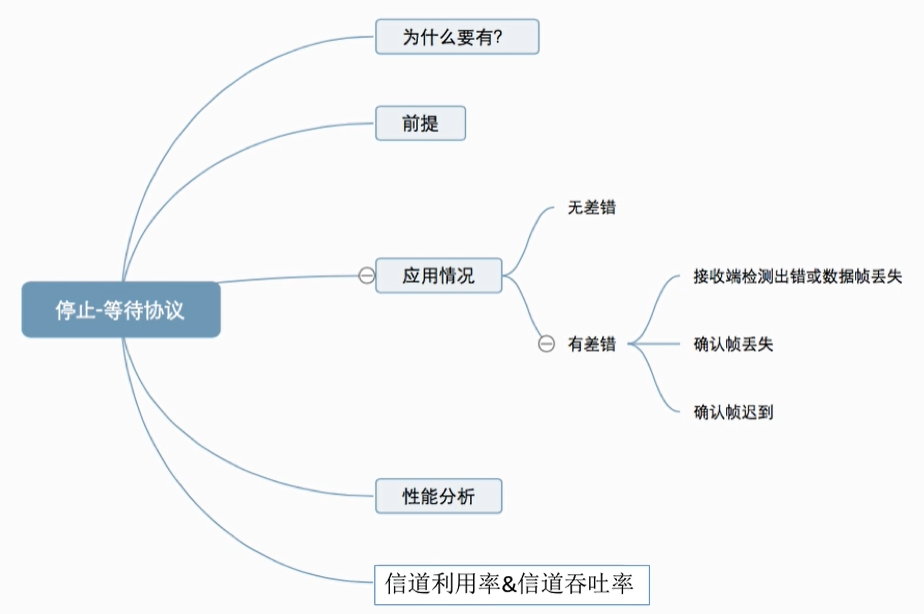 为什么要有?
前提
停止-等待协议
应用情况
无差错
有差错
接收端检测出错或数据帧丢失
确认帧丢失
确认帧迟到
性能分析
信道利用率&信道吞吐率